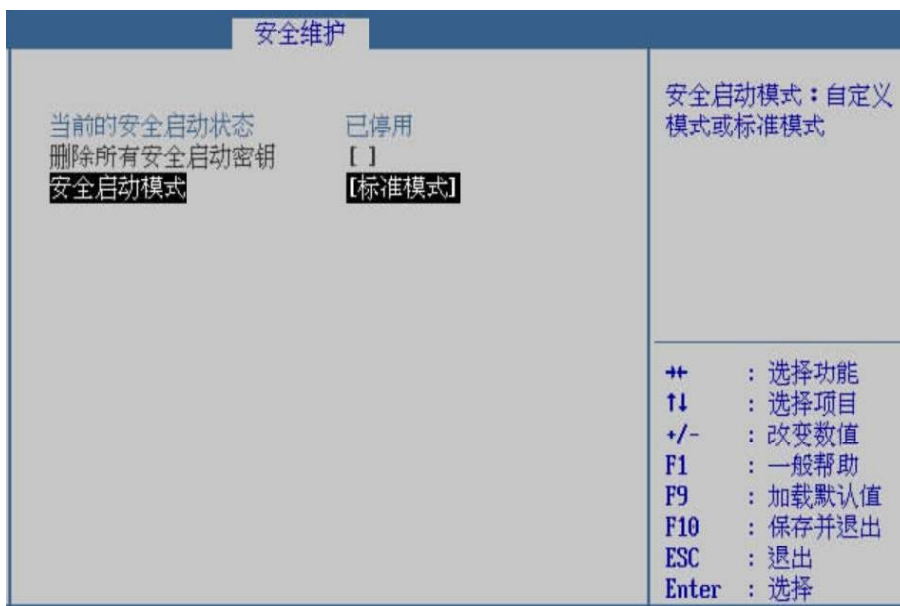 安全维护
当前的安全启动状态 已停用
删除所有安全启动密钥 [ ]
安全启动模式 [标准模式]
安全启动模式：自定义
模式或标准模式
→← : 选择功能
↑↓ : 选择项目
+/- : 改变数值
F1 : 一般帮助
F9 : 加载默认值
F10 : 保存并退出
ESC : 退出
Enter : 选择